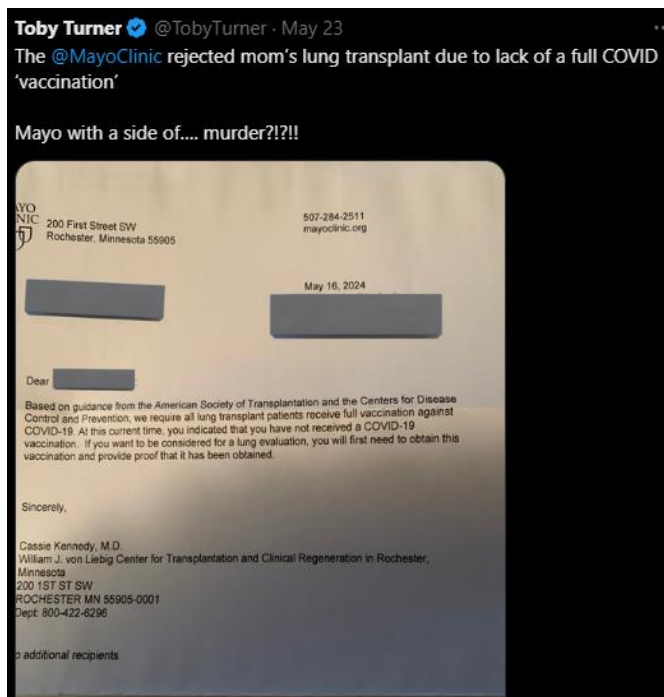 Toby Turner @TobyTurner · May 23
The @MayoClinic rejected mom's lung transplant due to lack of a full COVID
'vaccination'
Mayo with a side of.... murder?!?!!
200 First Street SW
Rochester, Minnesota 55905
507-284-2511
mayoclinic.org
May 16, 2024
Dear
Based on guidance from the American Society of Transplantation and the Centers for Disease
Control and Prevention, we require all lung transplant patients receive full vaccination against
COVID-19. At this current time, you indicated that you have not received a COVID-19
vaccination. If you want to be considered for a lung evaluation, you will first need to obtain this
vaccination and provide proof that it has been obtained.
Sincerely,
Cassie Kennedy, M.D.
William J. von Liebig Center for Transplantation and Clinical Regeneration in Rochester,
Minnesota
200 1ST ST SW
ROCHESTER MN 55905-0001
Dept: 800-422-6296
additional recipients